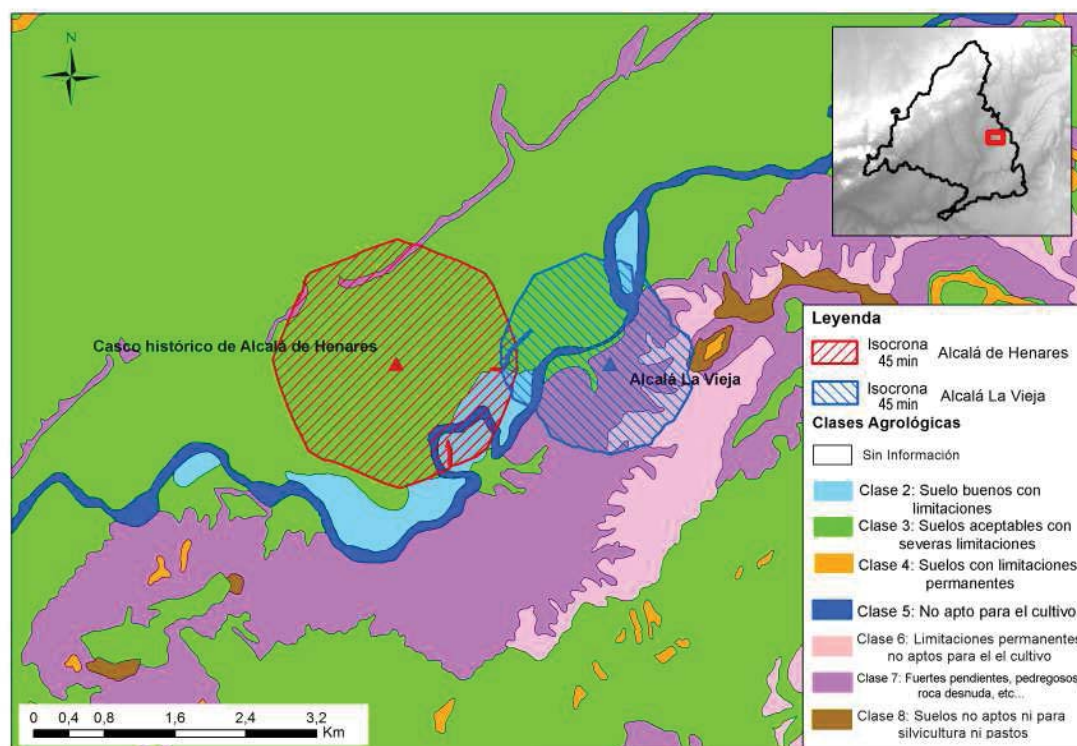 N
Casco histórico de Alcalá de Henares
Alcalá La Vieja
Leyenda
Isocrona
45 min
Alcalá de Henares
Isocrona
45 min
Alcalá La Vieja
Clases Agrológicas
Sin Información
Clase 2: Suelo buenos con
limitaciones
Clase 3: Suelos aceptables con
severas limitaciones
Clase 4: Suelos con limitaciones
permanentes
Clase 5: No apto para el cultivo
Clase 6: Limitaciones permanentes
no aptos para el el cultivo
Clase 7: Fuertes pendientes, pedregosos
roca desnuda, etc...
Clase 8: Suelos no aptos ni para
silvicultura ni pastos
0 0,4 0,8 1,6 2,4 3,2
Km